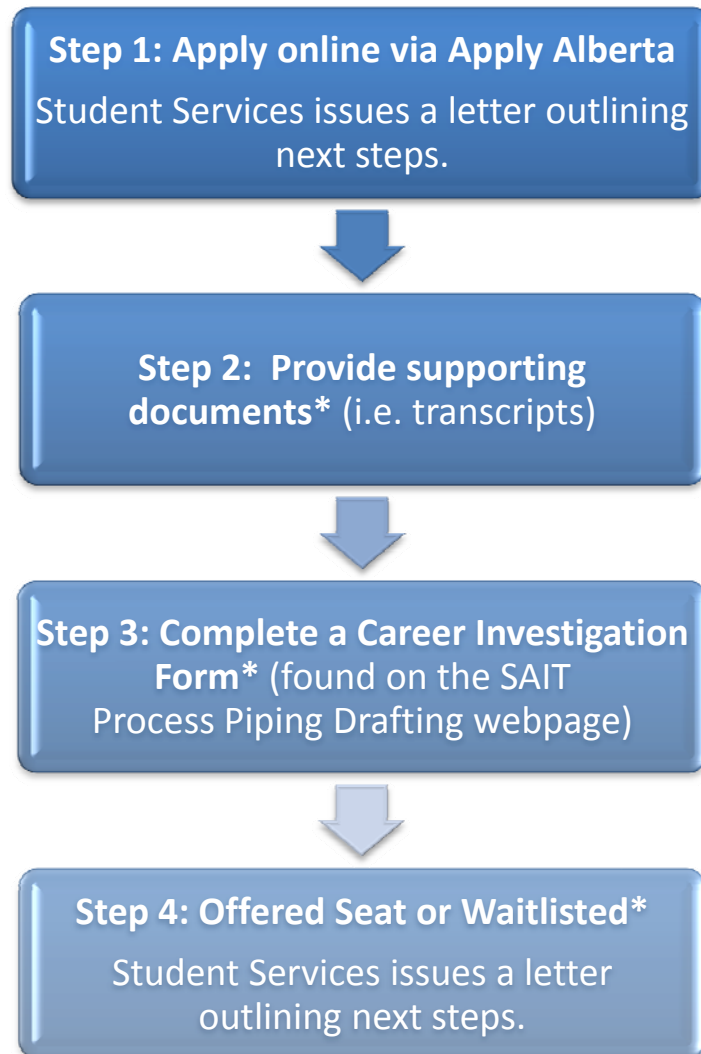 Step 1: Apply online via Apply Alberta
Student Services issues a letter outlining
next steps.
Step 2:  Provide supporting
documents* (i.e. transcripts)
Step 3: Complete a Career Investigation
Form* (found on the SAIT
Process Piping Drafting webpage)
Step 4: Offered Seat or Waitlisted*
Student Services issues a letter
outlining next steps.